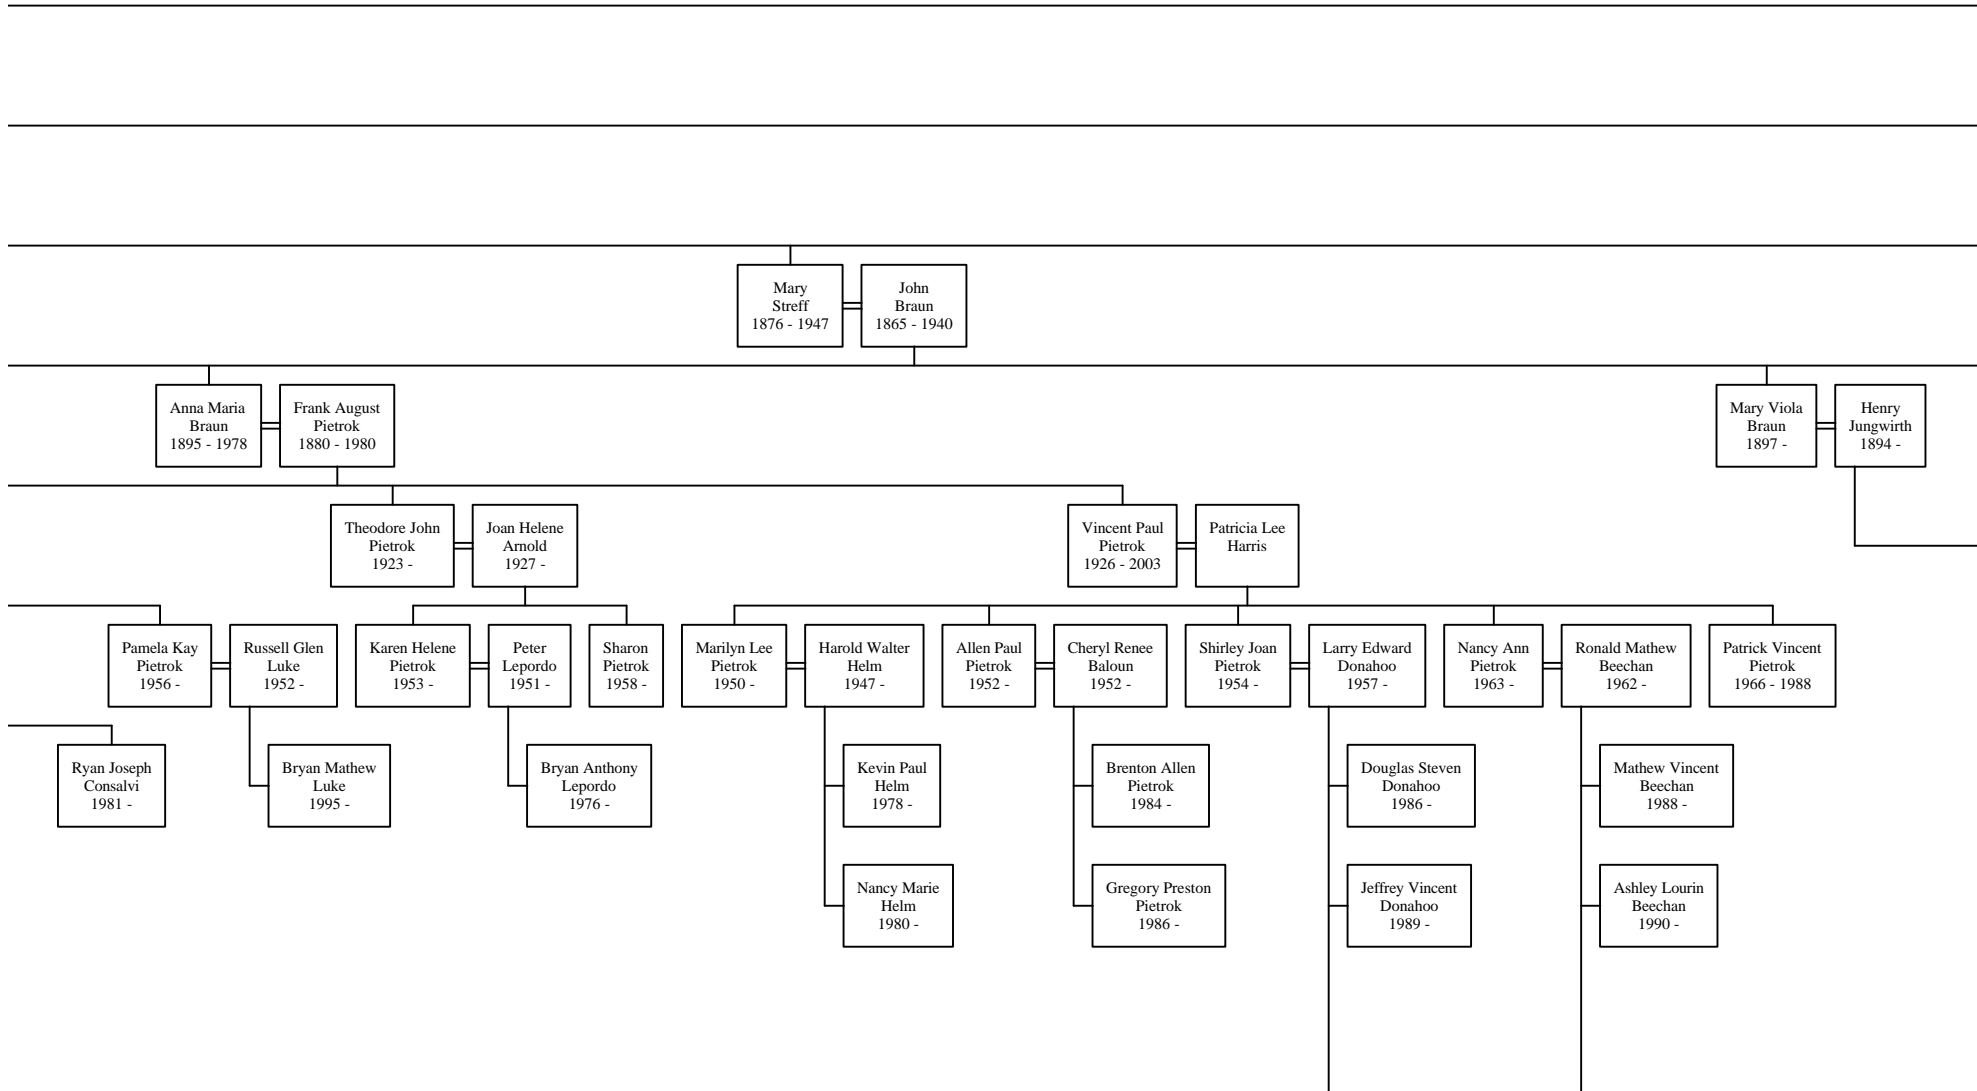 Mary
Streff
1876 - 1947
John
Braun
1865 - 1940
Anna Maria
Braun
1895 - 1978
Frank August
Pietrok
1880 - 1980
Mary Viola
Braun
1897 -
Henry
Jungwirth
1894 -
Theodore John
Pietrok
1923 -
Joan Helene
Arnold
1927 -
Vincent Paul
Pietrok
1926 - 2003
Patricia Lee
Harris
Pamela Kay
Pietrok
1956 -
Russell Glen
Luke
1952 -
Karen Helene
Pietrok
1953 -
Peter
Lepordo
1951 -
Sharon
Pietrok
1958 -
Marilyn Lee
Pietrok
1950 -
Harold Walter
Helm
1947 -
Allen Paul
Pietrok
1952 -
Cheryl Renee
Baloun
1952 -
Shirley Joan
Pietrok
1954 -
Larry Edward
Donahoo
1957 -
Nancy Ann
Pietrok
1963 -
Ronald Mathew
Beechan
1962 -
Patrick Vincent
Pietrok
1966 - 1988
Ryan Joseph
Consalvi
1981 -
Bryan Mathew
Luke
1995 -
Bryan Anthony
Lepordo
1976 -
Kevin Paul
Helm
1978 -
Brenton Allen
Pietrok
1984 -
Douglas Steven
Donahoo
1986 -
Mathew Vincent
Beechan
1988 -
Nancy Marie
Helm
1980 -
Gregory Preston
Pietrok
1986 -
Jeffrey Vincent
Donahoo
1989 -
Ashley Lourin
Beechan
1990 -